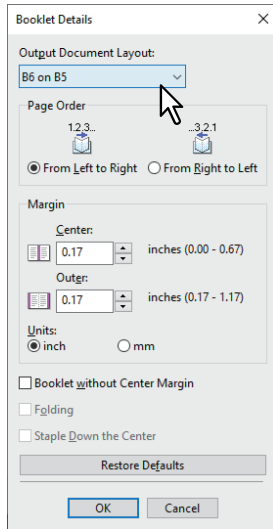 Booklet Details
Output Document Layout:
B6 on B5
Page Order
1.2.3... ...3.2.1
From Left to Right From Right to Left
Margin
Center:
0.17 inches (0.00 - 0.67)
Outer:
0.17 inches (0.17 - 1.17)
Units:
inch mm
Booklet without Center Margin
Folding
Staple Down the Center
Restore Defaults
OK Cancel